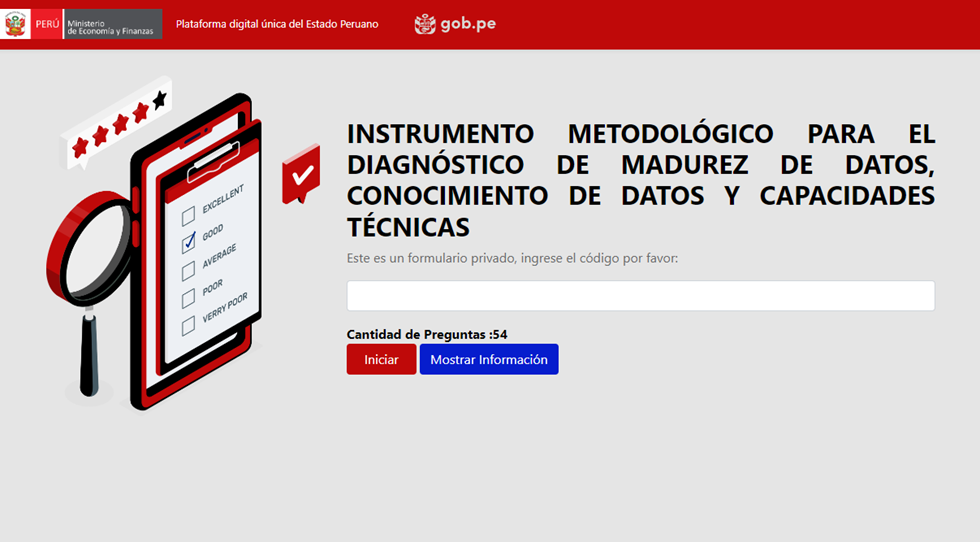 PERÚ
Ministerio
de Economía y Finanzas
Plataforma digital única del Estado Peruano
gob.pe
EXCELLENT
GOOD
AVERAGE
POOR
VERRY POOR
INSTRUMENTO METODOLÓGICO PARA EL
DIAGNÓSTICO DE MADUREZ DE DATOS,
CONOCIMIENTO DE DATOS Y CAPACIDADES
TÉCNICAS
Este es un formulario privado, ingrese el código por favor:
Cantidad de Preguntas :54
Iniciar
Mostrar Información